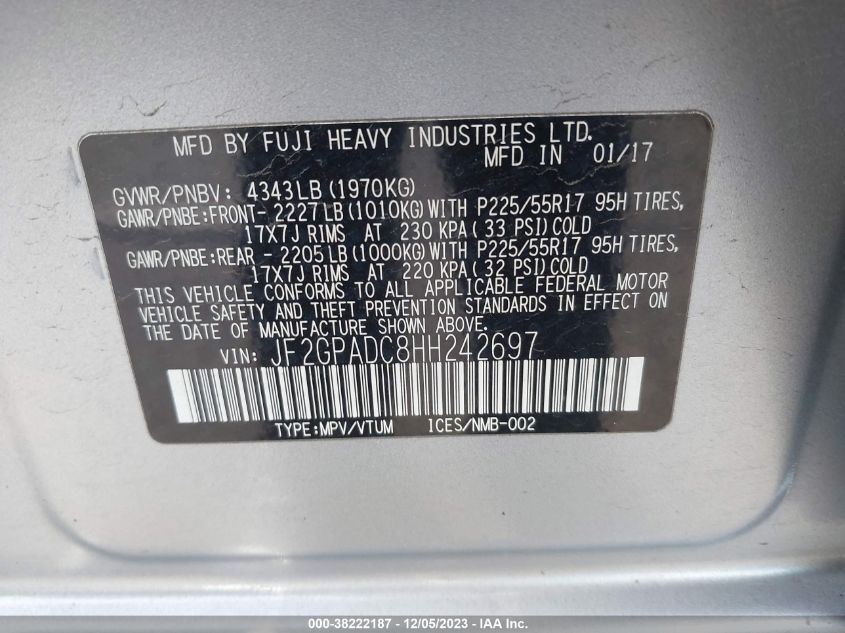 MFD BY FUJI HEAVY INDUSTRIES LTD.
MFD IN 01/17
GVWR/PNBV: 4343LB(1970KG)
GAWR/PNBE:FRONT- 2227LB(1010KG)WITH P225/55R17 95H TIRES,
17X7J RIMS AT 230 KPA(33 PSI)COLD
GAWR/PNBE:REAR - 2205LB(1000KG)WITH P225/55R17 95H TIRES,
17X7J RIMS AT 220 KPA(32 PSI)COLD
THIS VEHICLE CONFORMS TO ALL APPLICABLE FEDERAL MOTOR
VEHICLE SAFETY AND THEFT PREVENTION STANDARDS IN EFFECT ON
THE DATE OF MANUFACTURE SHOWN ABOVE.
VIN: JF2GPADC8HH242697
TYPE:MPV/VTUM ICES/NMB-002
000-38222187 - 12/05/2023 - IAA Inc.